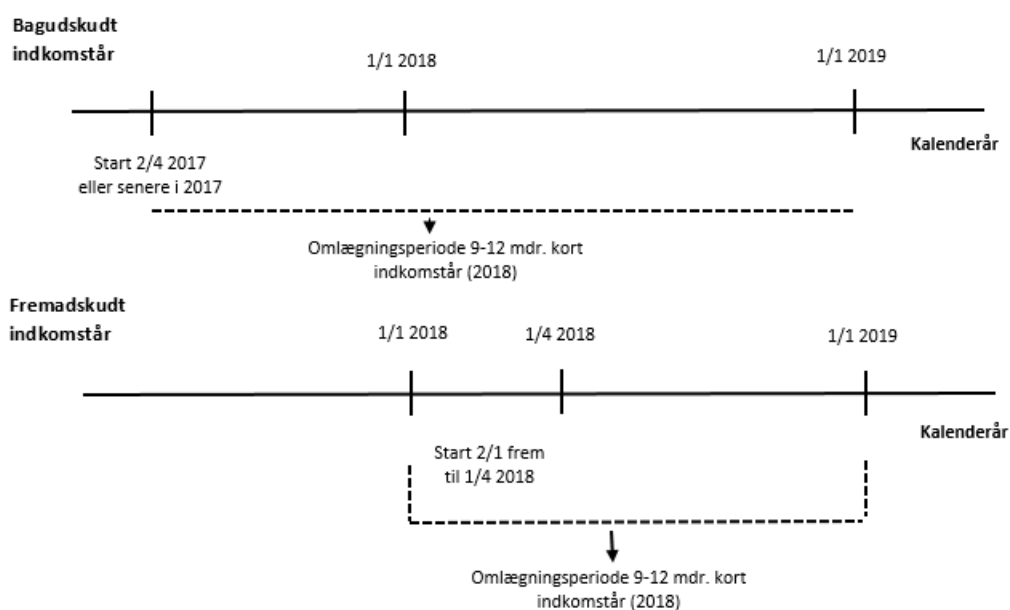 Bagudskudt
indkomstår
1/1 2018
1/1 2019
Kalenderår
Start 2/4 2017
eller senere i 2017
Omlægningsperiode 9-12 mdr. kort
indkomstår (2018)
Fremadskudt
indkomstår
1/1 2018
1/4 2018
1/1 2019
Kalenderår
Start 2/1 frem
til 1/4 2018
Omlægningsperiode 9-12 mdr. kort
indkomstår (2018)